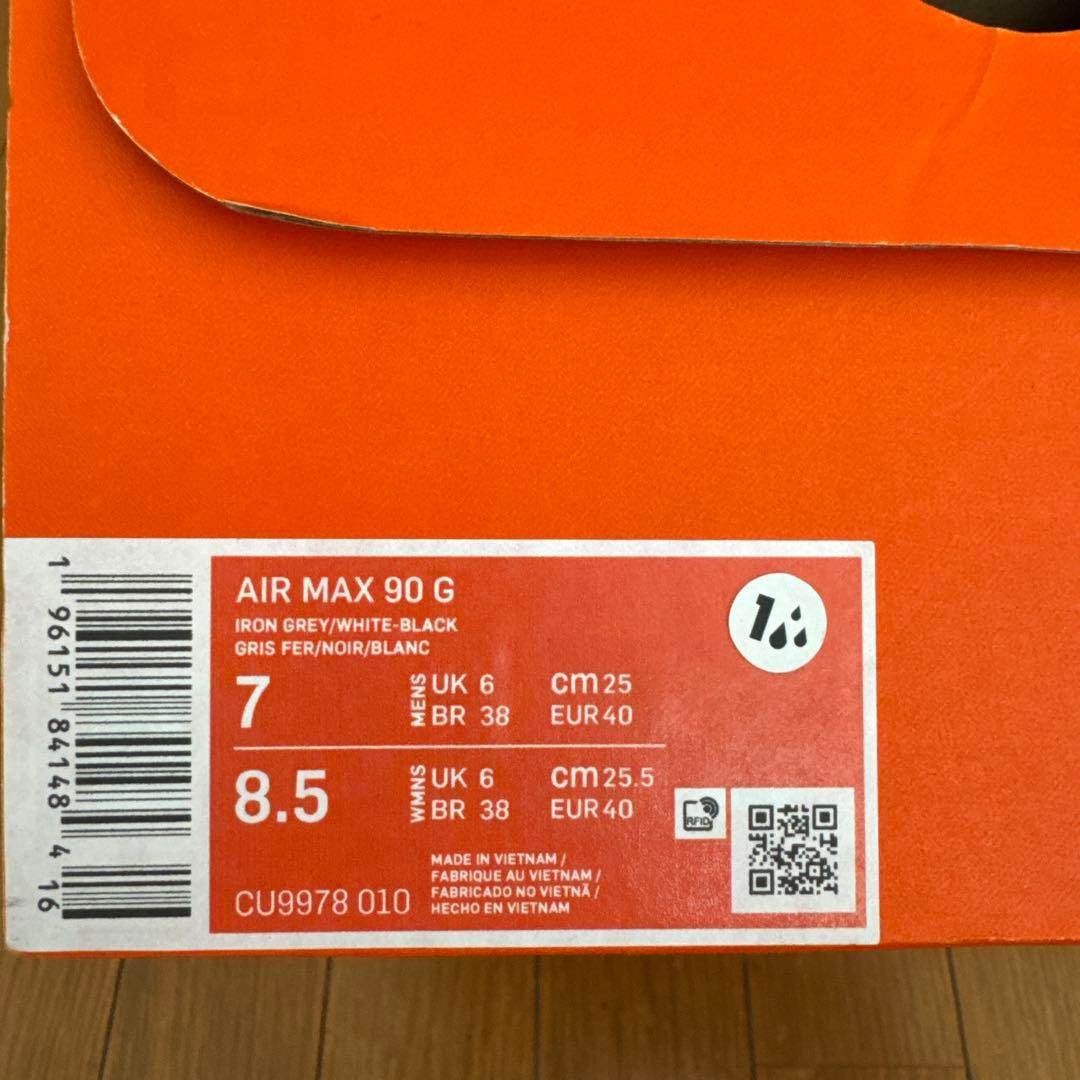 AIR MAX 90 G
IRON GREY/WHITE-BLACK
GRIS FER/NOIR/BLANC
7 MENS UK 6 cm 25
BR 38 EUR 40
8.5 WMNS UK 6 cm 25.5
BR 38 EUR 40
MADE IN VIETNAM /
FABRIQUE AU VIETNAM /
FABRICADO NO VIETNÃ /
HECHO EN VIETNAM
CU9978 010
RFID
1
1 96151 84148 4 16